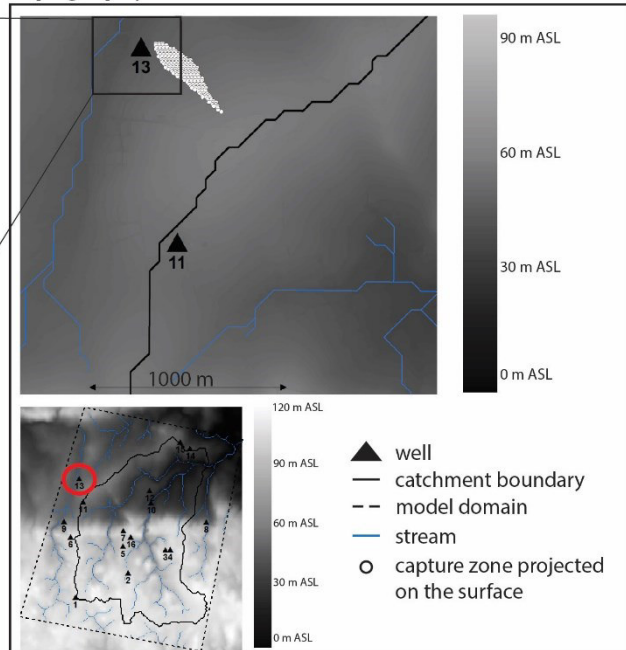 13
11
1000 m
90 m ASL
60 m ASL
30 m ASL
0 m ASL
120 m ASL
90 m ASL
60 m ASL
30 m ASL
0 m ASL
14
13
11
10
9
6
7
16
5
8
34
2
1
well
catchment boundary
model domain
stream
capture zone projected
on the surface